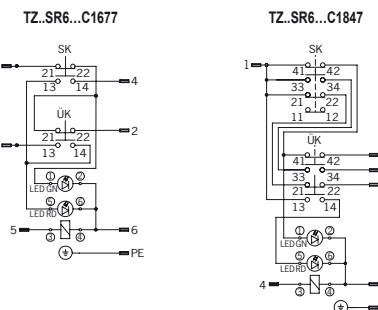 TZ..SR6...C1677
SK
21 22
13 14
4
ÜK
2
21 22
13 14
① ②
LED GN
⑤ ⑥
LED RD
5
6
③ ④
PE
TZ..SR6...C1847
SK
1
41 42
33 34
21 22
11 12
ÜK
41 42
33 34
21 22
13 14
① ②
LED GN
⑤ ⑥
LED RD
4
③ ④